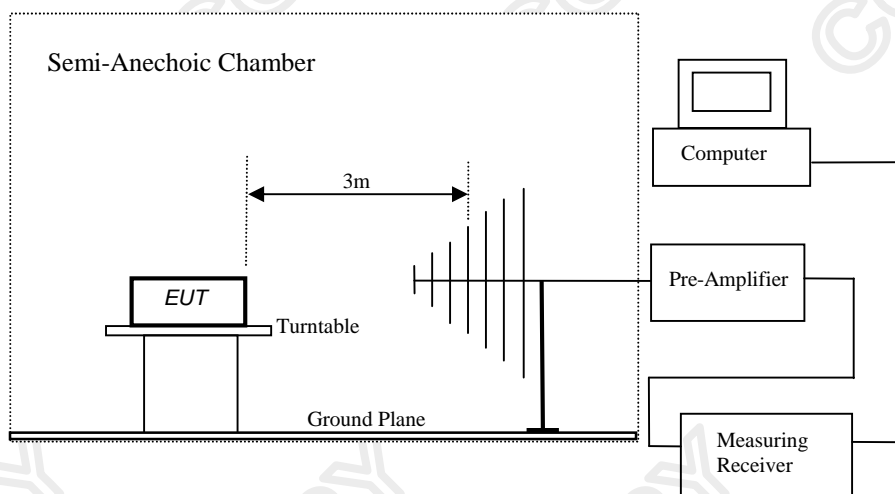 Semi-Anechoic Chamber
3m
EUT
Turntable
Ground Plane
Computer
Pre-Amplifier
Measuring
Receiver